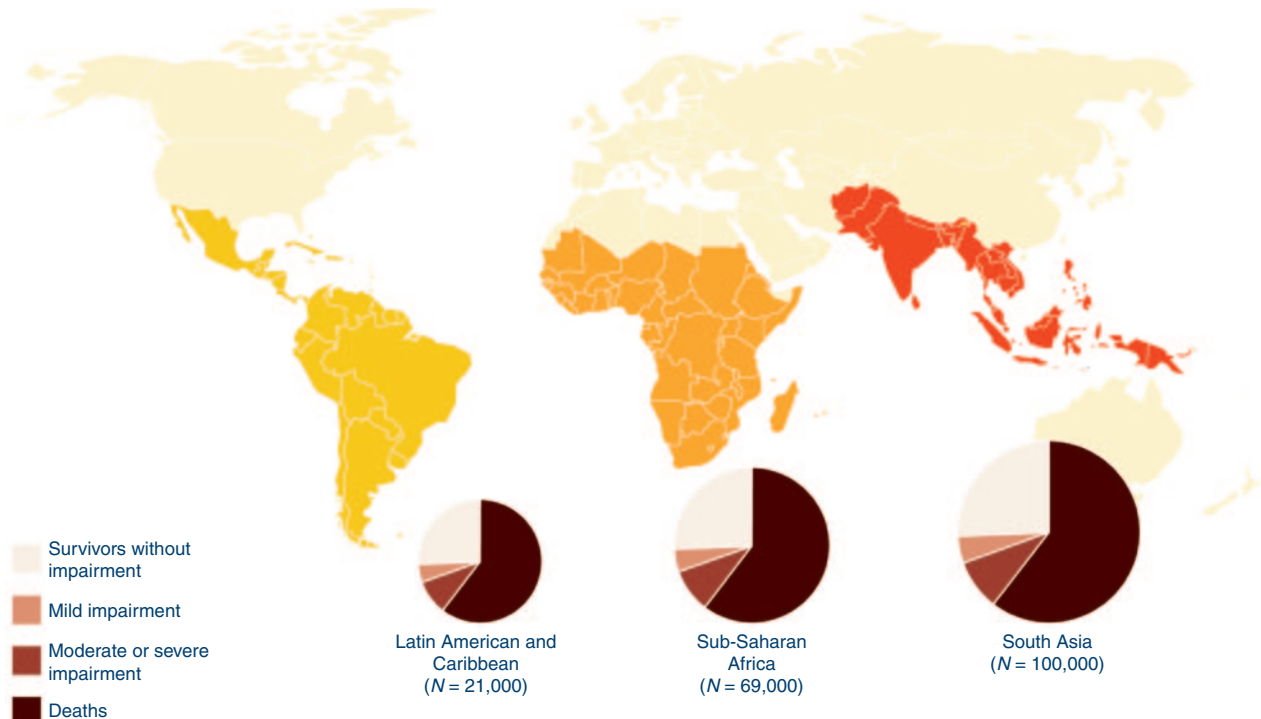 Survivors without
impairment
Mild impairment
Moderate or severe
impairment
Deaths
Latin American and
Caribbean
(N = 21,000)
Sub-Saharan
Africa
(N = 69,000)
South Asia
(N = 100,000)